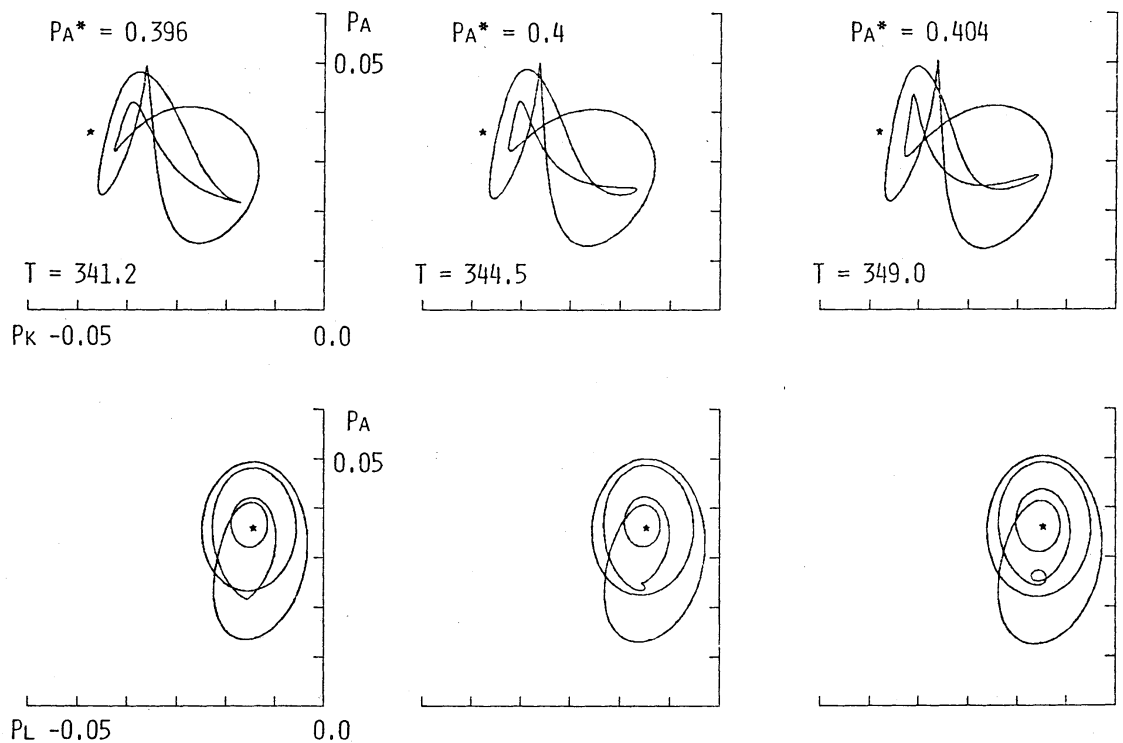 PA* = 0.396
PA
0.05
PA* = 0.4
PA* = 0.404
T = 341.2
T = 344.5
T = 349.0
PK -0.05 0.0
PA
0.05
PL -0.05 0.0